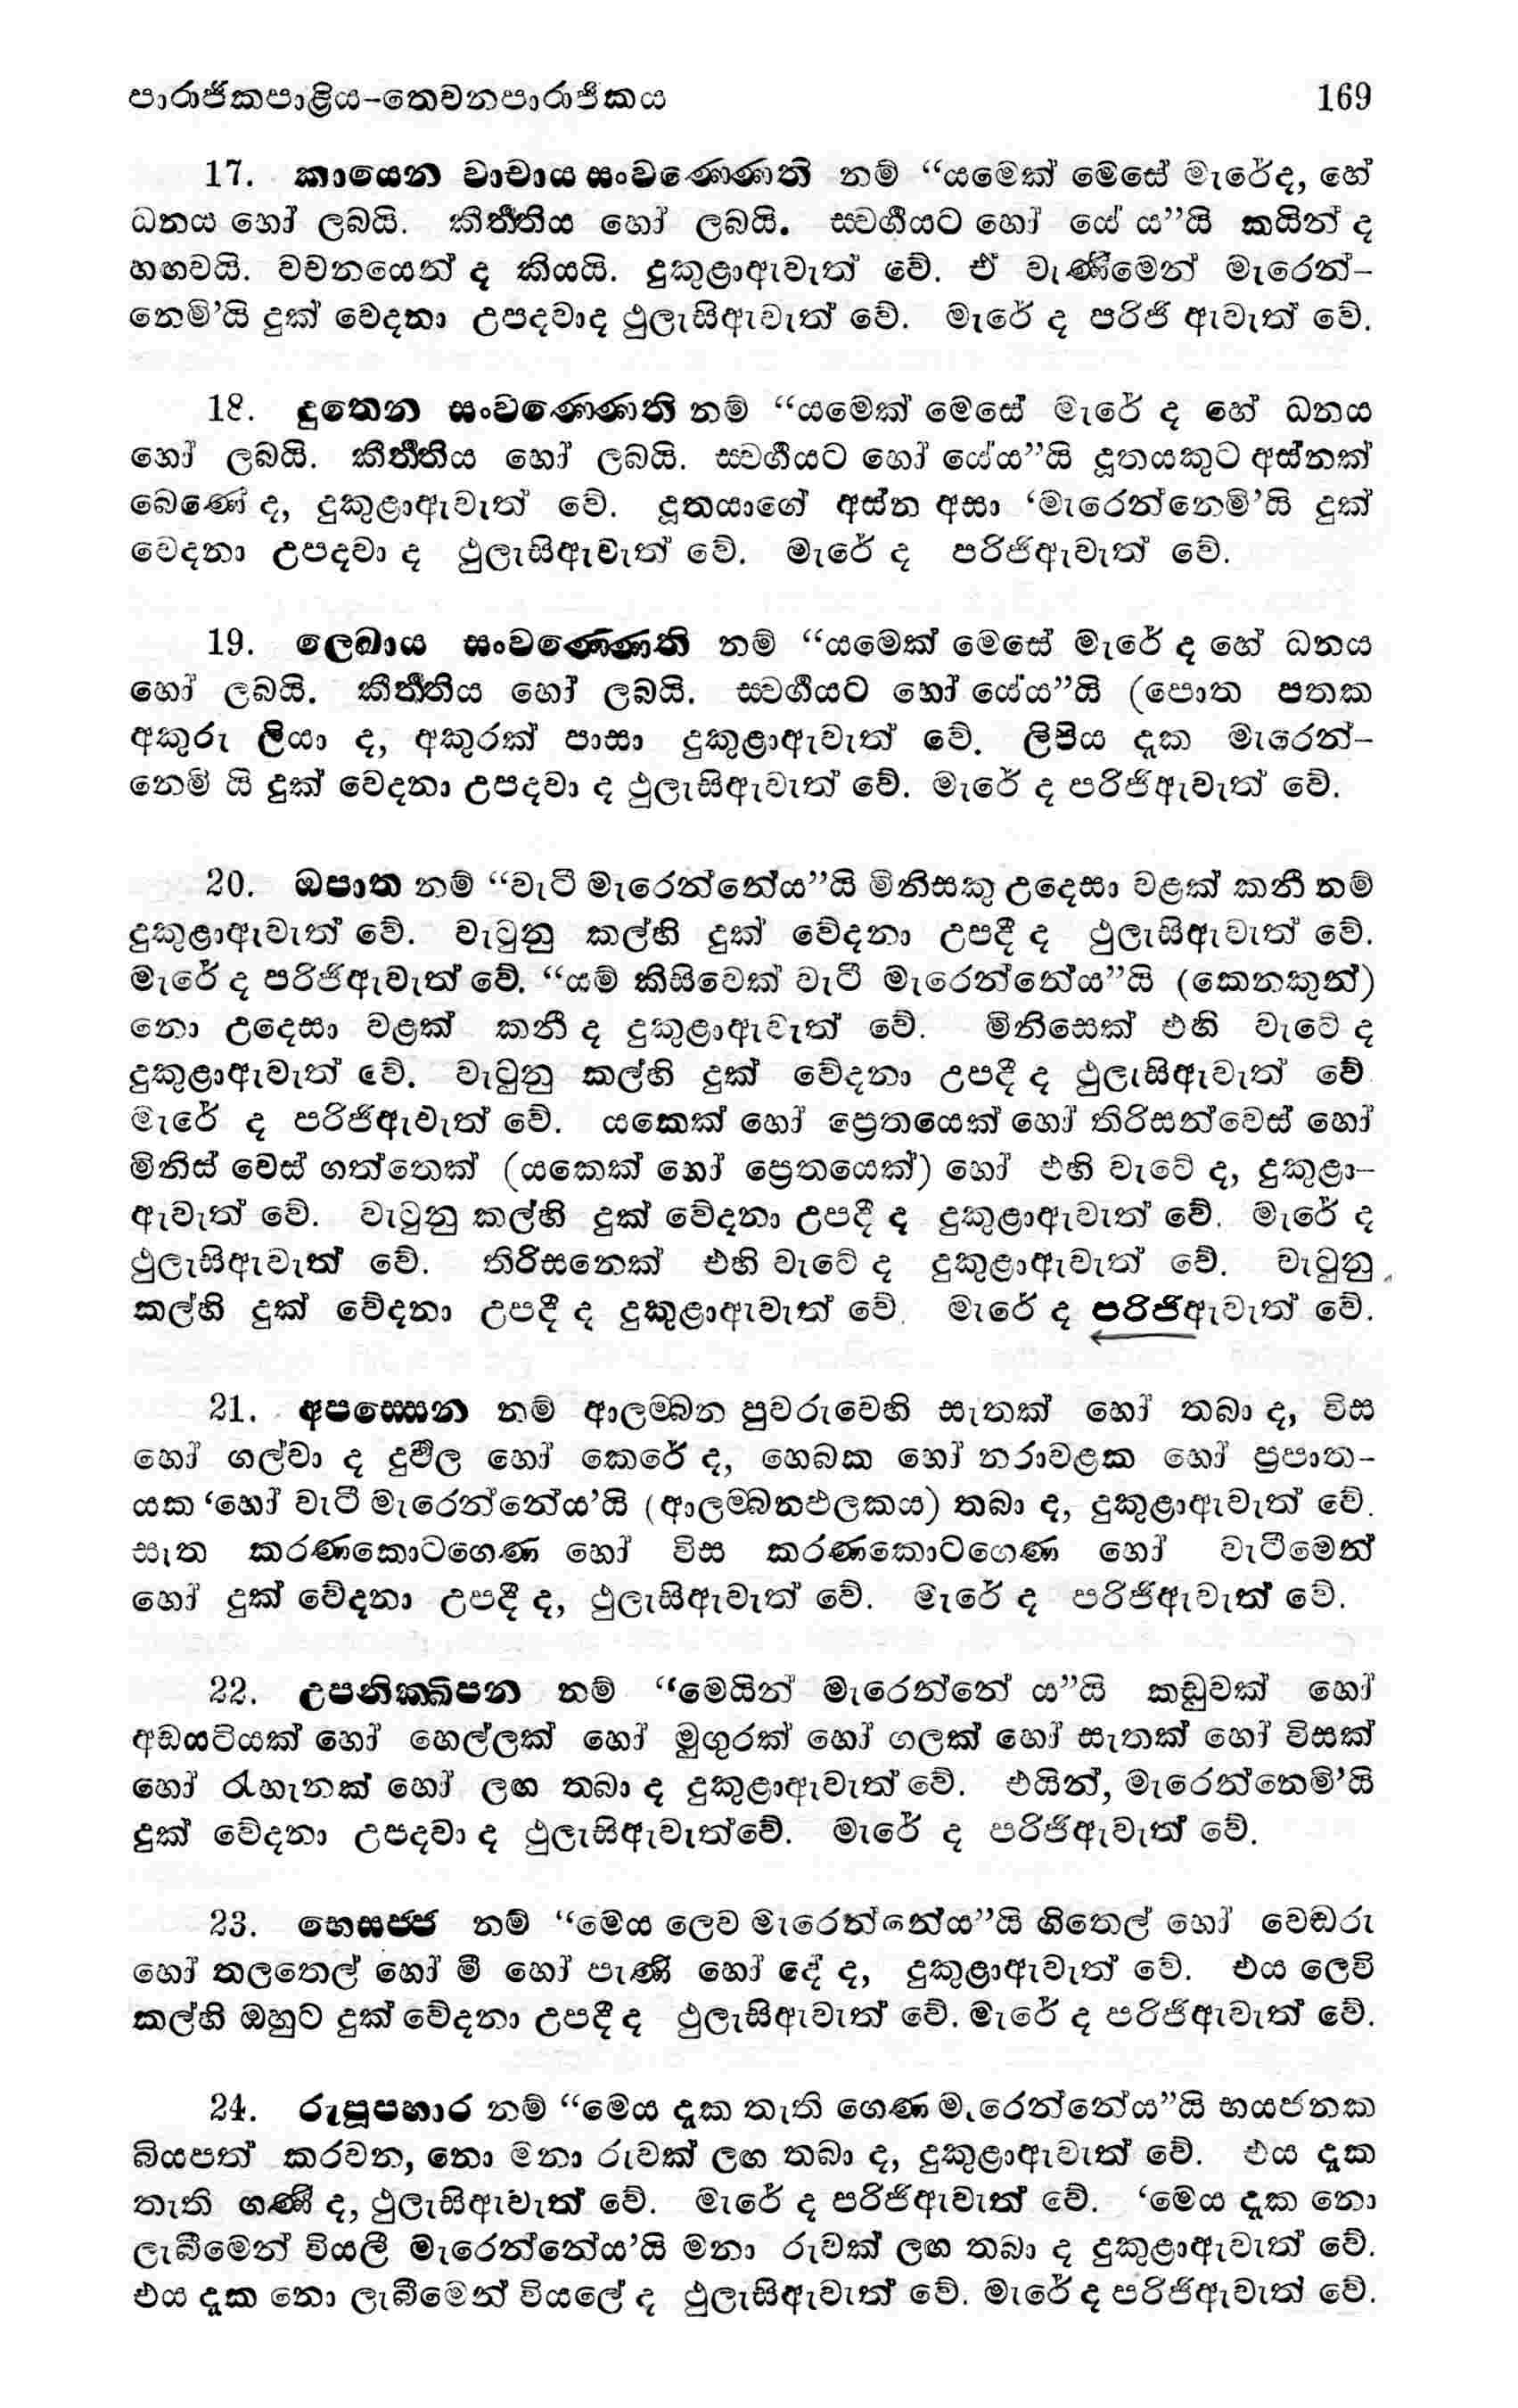 පාරාජිකපාළිය-තෙවනපාරාජිකය 169
17. කායෙන වාචාය සංවණ්ණෙති නම් “යමෙක් මෙසේ මැරේද, හේ
ධනය හෝ ලබයි. කීර්තිය හෝ ලබයි. ස්වර්ගයට හෝ යේ ය”යි කයින් ද
හඟවයි. වචනයෙන් ද කියයි. දුකුළාඇවැත් වේ. ඒ වැණීමෙන් මැරෙන්-
නෙම්’යි දුක් වෙදනා උපදවාද ථුලැසිඇවැත් වේ. මැරේ ද පරිජි ඇවැත් වේ.
18. දූතෙන සංවණ්ණෙති නම් “යමෙක් මෙසේ මැරේ ද හේ ධනය
හෝ ලබයි. කීර්තිය හෝ ලබයි. ස්වර්ගයට හෝ යේය”යි දූතයකුට අස්නක්
බෙණේ ද, දුකුළාඇවැත් වේ. දූතයාගේ අස්න අසා ‘මැරෙන්නෙම්’යි දුක්
වෙදනා උපදවා ද ථුලැසිඇවැත් වේ. මැරේ ද පරිජිඇවැත් වේ.
19. ලෙඛාය සංවණ්ණෙති නම් “යමෙක් මෙසේ මැරේ ද හේ ධනය
හෝ ලබයි. කීර්තිය හෝ ලබයි. ස්වර්ගයට හෝ යේය”යි (පොත පතක
අකුරු ලියා ද, අකුරක් පාසා දුකුළාඇවැත් වේ. ලිපිය දැක මැරෙන්-
නෙමි යි දුක් වෙදනා උපදවා ද ථුලැසිඇවැත් වේ. මැරේ ද පරිජිඇවැත් වේ.
20. ඔපාත නම් “වැටී මැරෙන්නේය”යි මිනිසකු උදෙසා වළක් කනී නම්
දුකුළාඇවැත් වේ. වැටුනු කල්හි දුක් වේදනා උපදී ද ථුලැසිඇවැත් වේ.
මැරේ ද පරිජිඇවැත් වේ. “යම් කිසිවෙක් වැටී මැරෙන්නේය”යි (කෙනකුන්)
නො උදෙසා වළක් කනී ද දුකුළාඇවැත් වේ. මිනිසෙක් එහි වැටේ ද
දුකුළාඇවැත් වේ. වැටුනු කල්හි දුක් වේදනා උපදී ද ථුලැසිඇවැත් වේ
මැරේ ද පරිජිඇවැත් වේ. යකෙක් හෝ ප්‍රෙතයෙක් හෝ තිරිසන්වෙස් හෝ
මිනිස් වෙස් ගත්තෙක් (යකෙක් හෝ ප්‍රෙතයෙක්) හෝ එහි වැටේ ද, දුකුළා-
ඇවැත් වේ. වැටුනු කල්හි දුක් වේදනා උපදී ද දුකුළාඇවැත් වේ. මැරේ ද
ථුලැසිඇවැත් වේ. තිරිසනෙක් එහි වැටේ ද දුකුළාඇවැත් වේ. වැටුනු
කල්හි දුක් වේදනා උපදී ද දුකුළාඇවැත් වේ. මැරේ ද පරිජිඇවැත් වේ.
21. අපස්සෙන නම් ආලම්බන පුවරුවෙහි සැතක් හෝ තබා ද, විස
හෝ ගල්වා ද දුර්වල හෝ කෙරේ ද, හෙබක හෝ නරාවළක හෝ ප්‍රපාත-
යක ‘හෝ වැටී මැරෙන්නේය’යි (ආලම්බනඵලකය) තබා ද, දුකුළාඇවැත් වේ.
සැත කරණකොටගෙණ හෝ විස කරණකොටගෙණ හෝ වැටීමෙන්
හෝ දුක් වේදනා උපදී ද, ථුලැසිඇවැත් වේ. මැරේ ද පරිජිඇවැත් වේ.
22. උපනික්ඛිපන නම් “මෙයින් මැරෙන්නේ ය”යි කඩුවක් හෝ
අඩයටියක් හෝ හෙල්ලක් හෝ මුගුරක් හෝ ගලක් හෝ සැතක් හෝ විසක්
හෝ රැහැනක් හෝ ලඟ තබා ද දුකුළාඇවැත් වේ. එයින්, මැරෙන්නෙම්’යි
දුක් වේදනා උපදවා ද ථුලැසිඇවැත්වේ. මැරේ ද පරිජිඇවැත් වේ.
23. භෙසජ්ජ නම් “මෙය ලෙව මැරෙන්නේය”යි ගිතෙල් හෝ වෙඬරු
හෝ තලතෙල් හෝ මී හෝ පැණි හෝ දේ ද, දුකුළාඇවැත් වේ. එය ලෙවි
කල්හි ඔහුට දුක් වේදනා උපදී ද ථුලැසිඇවැත් වේ. මැරේ ද පරිජිඇවැත් වේ.
24. රූපූපහාර නම් “මෙය දැක තැති ගෙණ මැරෙන්නේය”යි භයජනක
බියපත් කරවන, නො මනා රුවක් ලඟ තබා ද, දුකුළාඇවැත් වේ. එය දැක
තැති ගණී ද, ථුලැසිඇවැත් වේ. මැරේ ද පරිජිඇවැත් වේ. ‘මෙය දැක නො
ලැබීමෙන් වියලී මැරෙන්නේය’යි මනා රුවක් ලඟ තබා ද දුකුළාඇවැත් වේ.
එය දැක නො ලැබීමෙන් වියලේ ද ථුලැසිඇවැත් වේ. මැරේ ද පරිජිඇවැත් වේ.